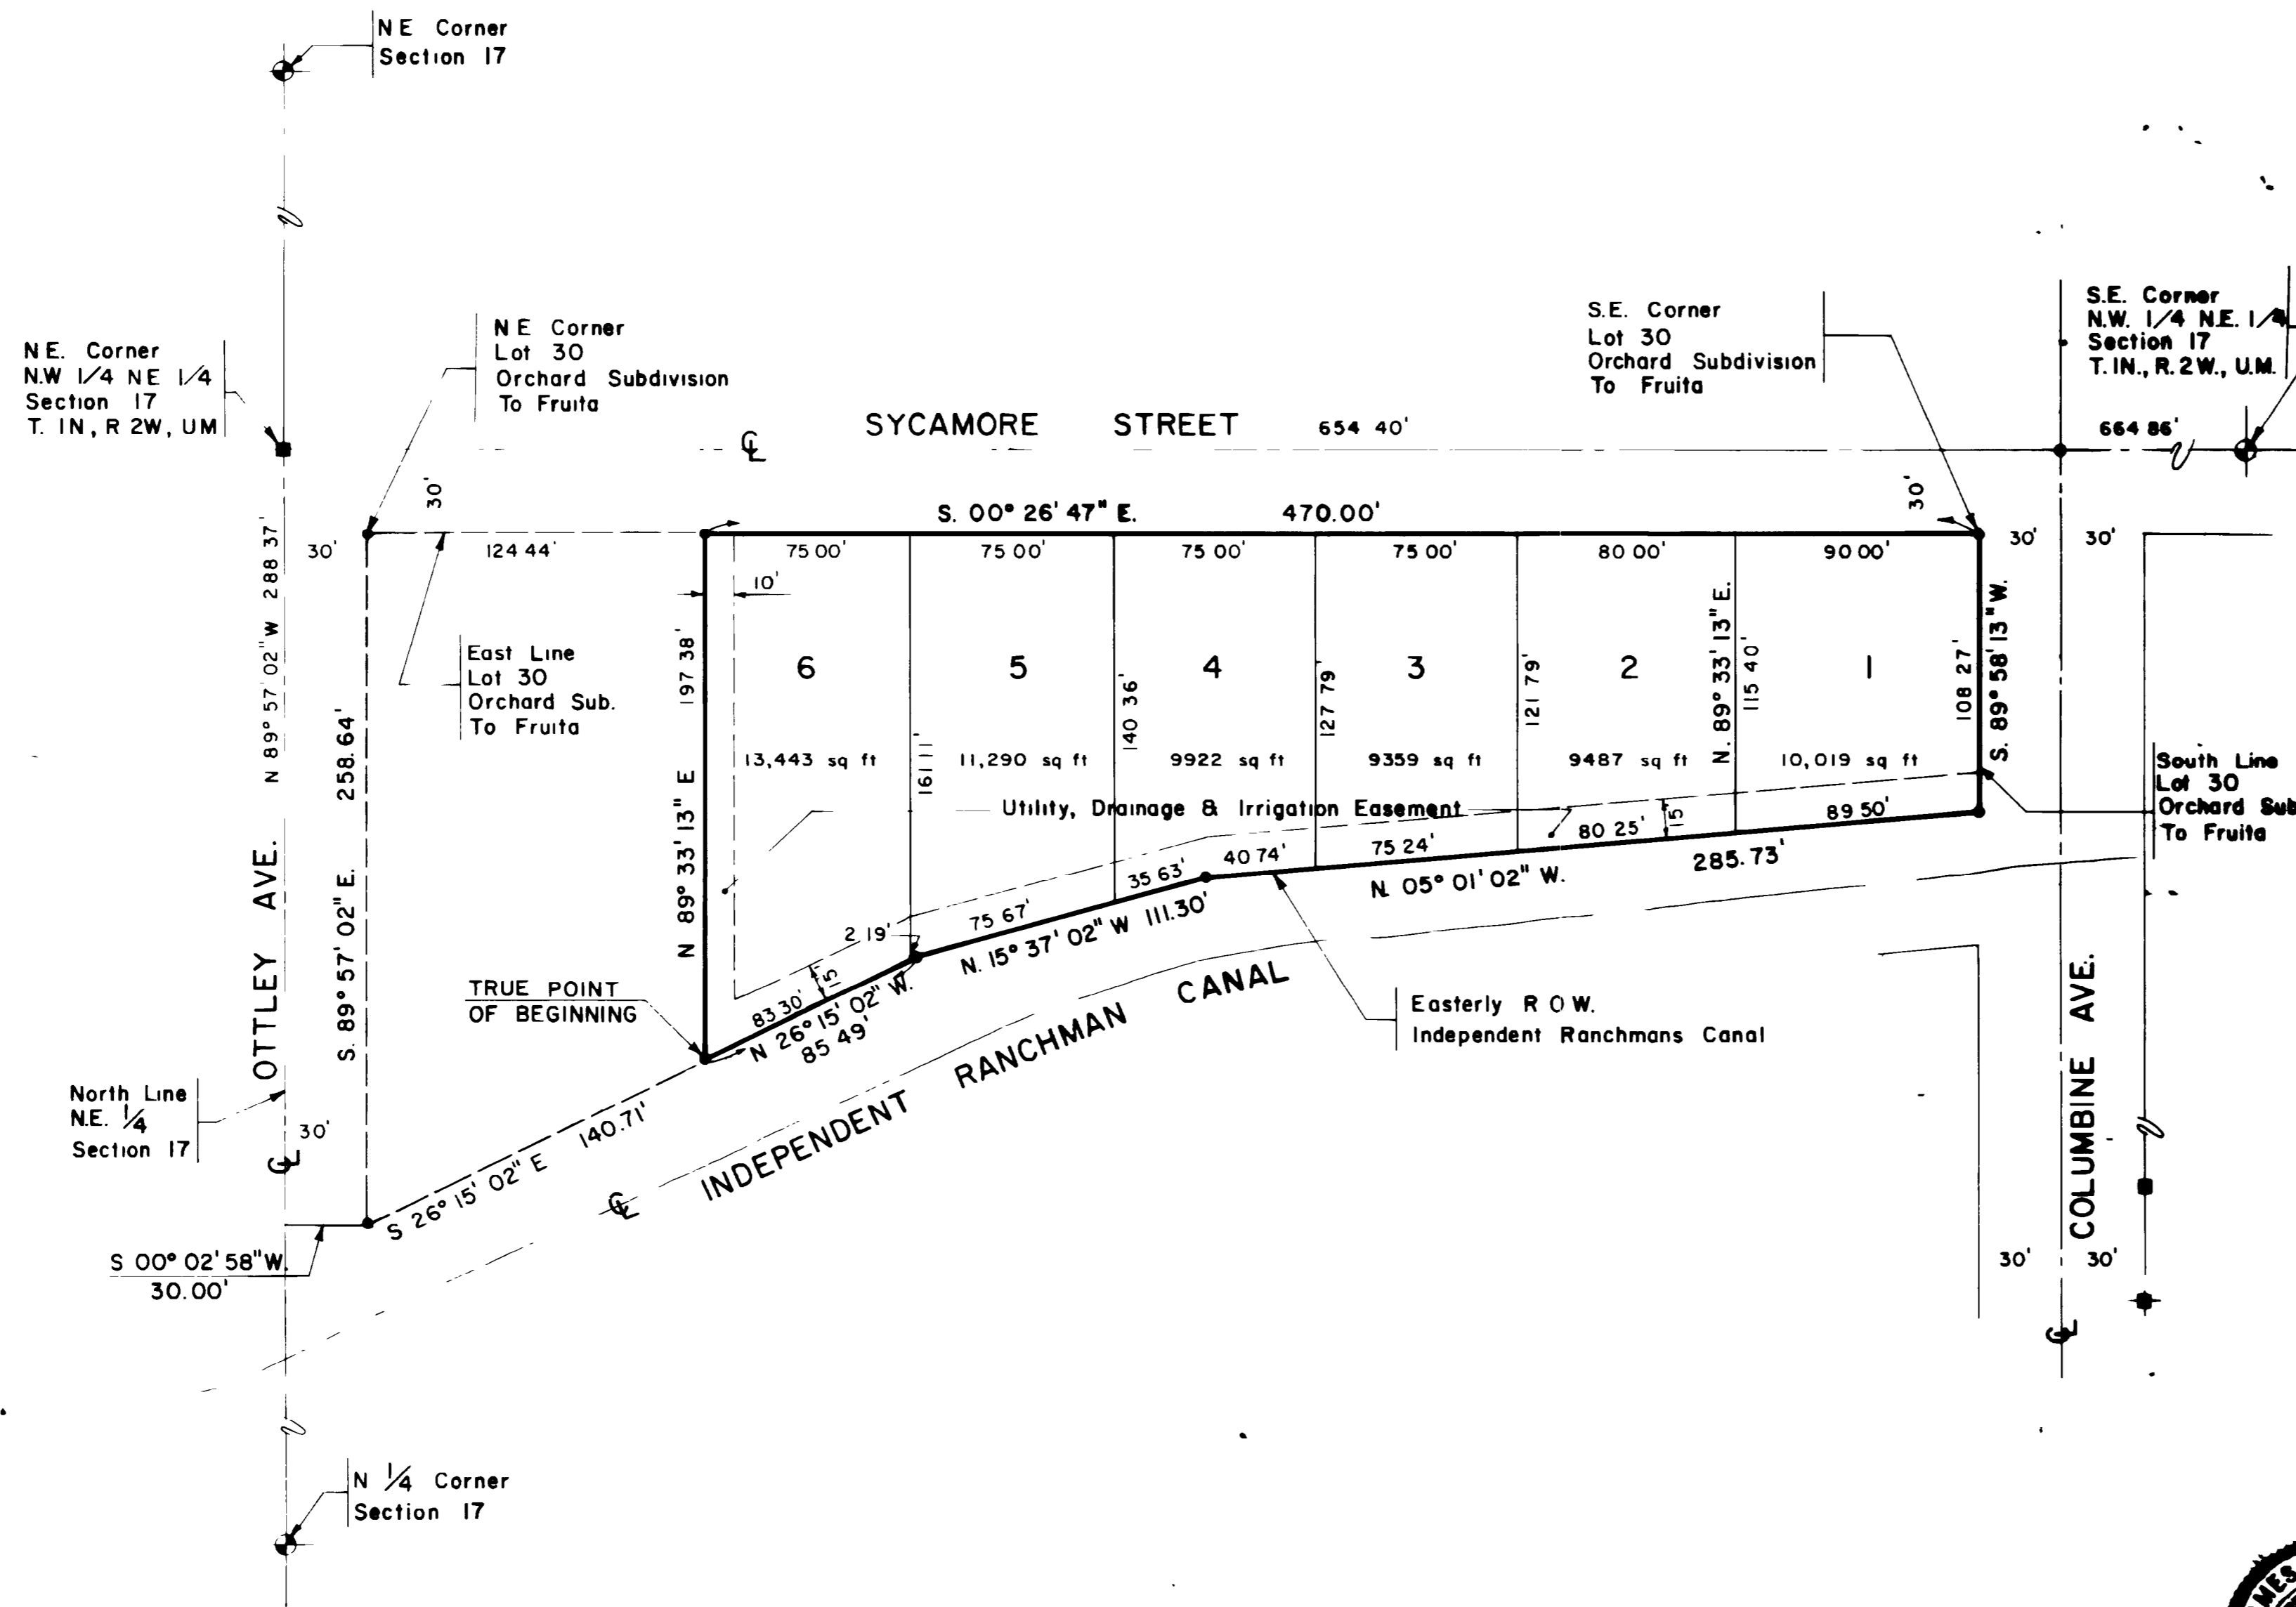 NE Corner
Section 17
NE. Corner
N.W 1/4 NE 1/4
Section 17
T. IN, R 2W, UM
NE Corner
Lot 30
Orchard Subdivision
To Fruita
S.E. Corner
Lot 30
Orchard Subdivision
To Fruita
S.E. Corner
N.W. 1/4 N.E. 1/4
Section 17
T. IN., R. 2W., U.M.
SYCAMORE STREET 654 40'
664 86'
30'
30'
S. 00° 26' 47" E. 470.00'
30'
124 44'
75 00'
75 00'
75 00'
75 00'
80 00'
90 00'
30'
30'
10'
N 89° 57' 02" W 288 37'
East Line
Lot 30
Orchard Sub.
To Fruita
197 38'
N 89° 33' 13" E
6
5
4
3
2
1
161 11'
140 36'
127 79'
121 79'
N. 89° 33' 13" E.
115 40'
108 27'
S. 89° 58' 13" W.
13,443 sq ft
11,290 sq ft
9922 sq ft
9359 sq ft
9487 sq ft
10,019 sq ft
Utility, Drainage & Irrigation Easement
South Line
Lot 30
Orchard Sub
To Fruita
258.64'
S. 89° 57' 02" E.
OTTLEY AVE.
2 19'
75 67'
35 63'
40 74'
75 24'
80 25'
15'
89 50'
285.73'
N. 05° 01' 02" W.
N. 15° 37' 02" W 111.30'
83 30'
15'
N 26° 15' 02" W.
85 49'
TRUE POINT
OF BEGINNING
Easterly R O W.
Independent Ranchmans Canal
INDEPENDENT RANCHMAN CANAL
COLUMBINE AVE.
North Line
N.E. 1/4
Section 17
30'
S 26° 15' 02" E 140.71'
S 00° 02' 58" W.
30.00'
30'
30'
N 1/4 Corner
Section 17